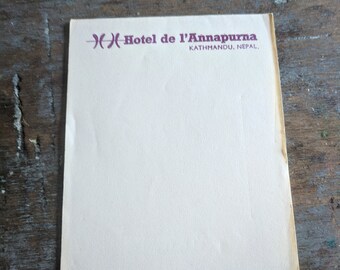 Hotel de l'Annapurna
KATHMANDU, NEPAL.